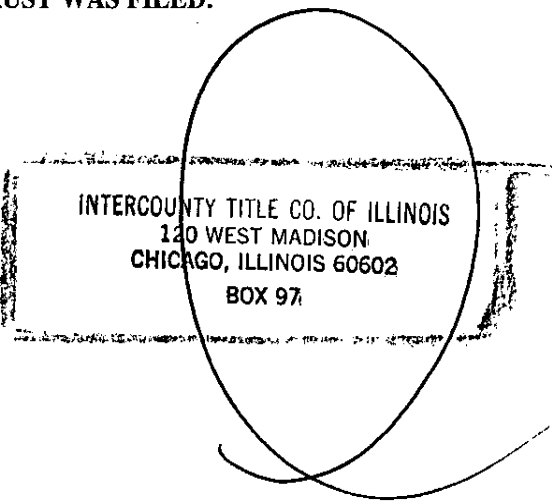 RUST WAS FILED.
INTERCOUNTY TITLE CO. OF ILLINOIS
120 WEST MADISON
CHICAGO, ILLINOIS 60602
BOX 97